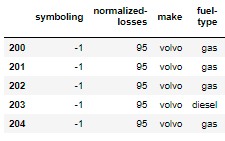 symboling normalized-losses make fuel-type
200 -1 95 volvo gas
201 -1 95 volvo gas
202 -1 95 volvo gas
203 -1 95 volvo diesel
204 -1 95 volvo gas